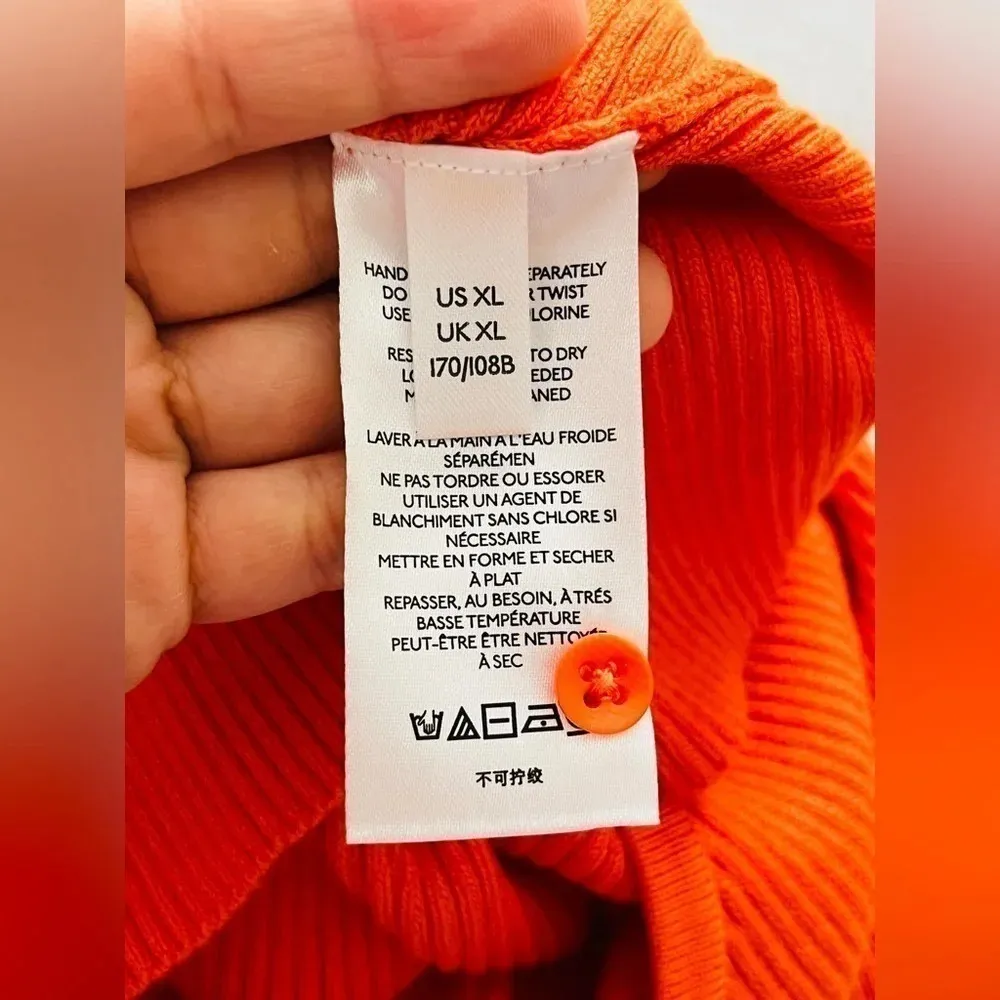 US XL
UK XL
170/108B
HAND EPARATELY
DO R TWIST
USE LORINE
RES TO DRY
LO EDED
M ANED
LAVER A LA MAIN A L'EAU FROIDE
SÉPARÉMEN
NE PAS TORDRE OU ESSORER
UTILISER UN AGENT DE
BLANCHIMENT SANS CHLORE SI
NÉCESSAIRE
METTRE EN FORME ET SECHER
À PLAT
REPASSER, AU BESOIN, À TRÉS
BASSE TEMPÉRATURE
PEUT-ÊTRE ÊTRE NETTOYÉE
À SEC
不可拧绞